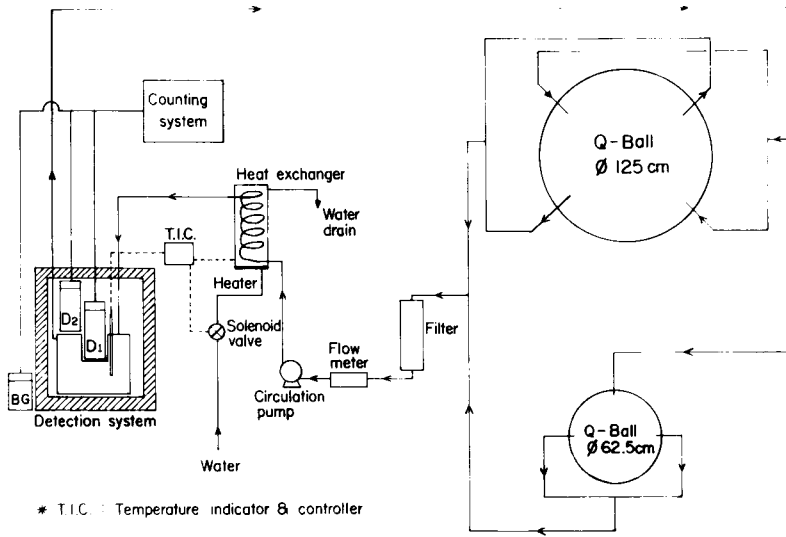 Counting
system
Q-Ball
Ø 125 cm
Heat exchanger
Water
drain
T.I.C.
Heater
Solenoid
valve
Filter
Flow
meter
Circulation
pump
D2
D1
BG
Detection system
Water
Q-Ball
Ø 62.5cm
* T.I.C. : Temperature indicator & controller